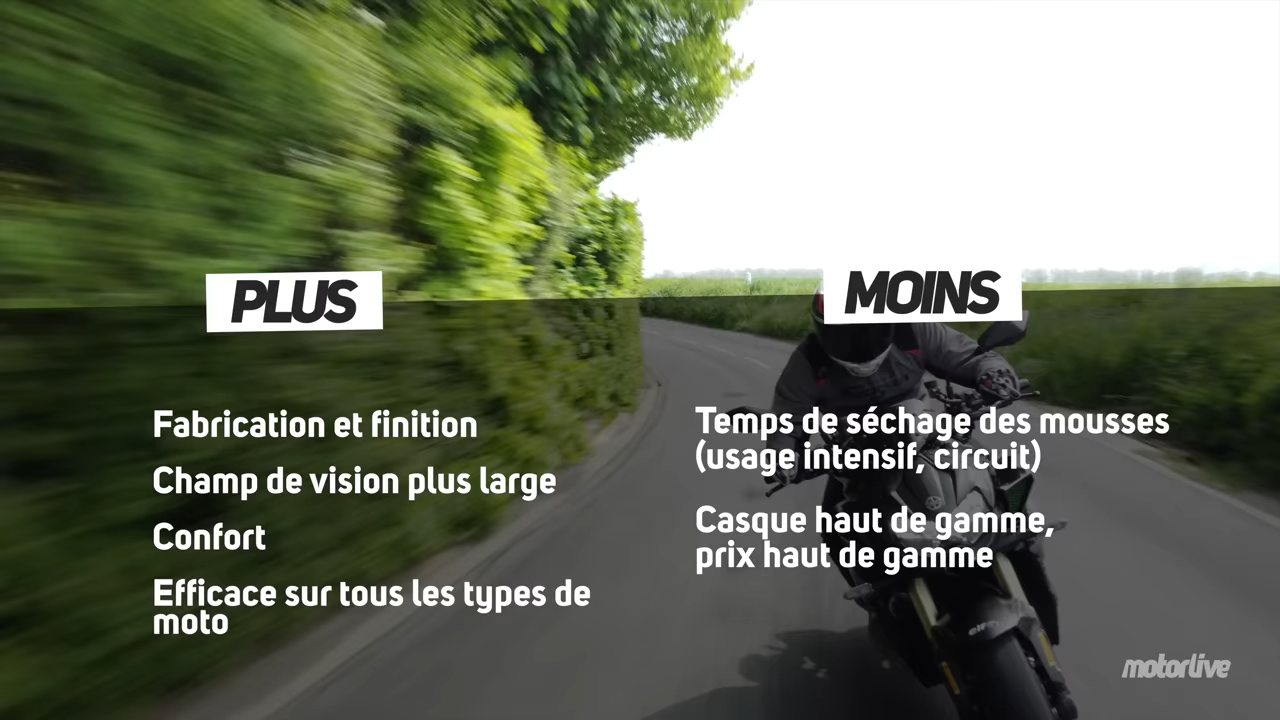 PLUS
Fabrication et finition
Champ de vision plus large
Confort
Efficace sur tous les types de
moto
MOINS
Temps de séchage des mousses
(usage intensif, circuit)
Casque haut de gamme,
prix haut de gamme
elf
motorlive